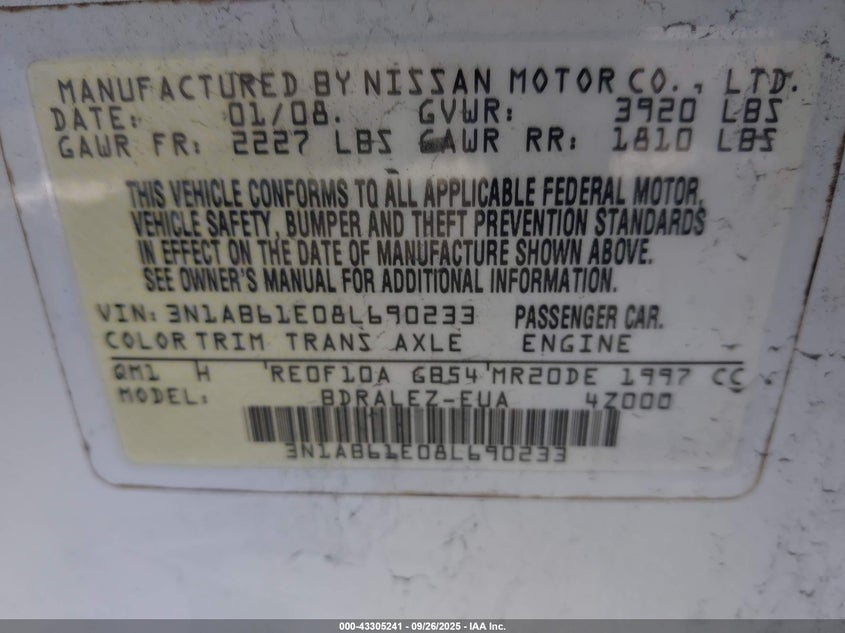 MANUFACTURED BY NISSAN MOTOR CO., LTD.
DATE: 01/08. GVWR: 3920 LBS
GAWR FR: 2227 LBS GAWR RR: 1810 LBS
THIS VEHICLE CONFORMS TO ALL APPLICABLE FEDERAL MOTOR
VEHICLE SAFETY, BUMPER AND THEFT PREVENTION STANDARDS
IN EFFECT ON THE DATE OF MANUFACTURE SHOWN ABOVE.
SEE OWNER'S MANUAL FOR ADDITIONAL INFORMATION.
VIN: 3N1AB61E08L690233 PASSENGER CAR.
COLOR TRIM TRANS AXLE ENGINE
QM1 H RE0F10A GB54 MR20DE 1997 CC
MODEL: BDRALEZ-EUA 4Z000
3N1AB61E08L690233
000-43305241 - 09/26/2025 - IAA Inc.